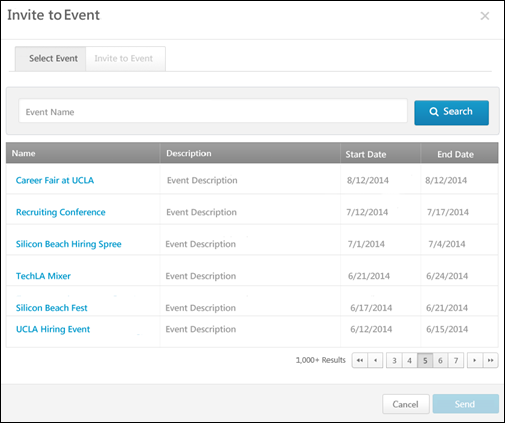 Invite to Event
Select Event Invite to Event
Event Name Search
Name Description Start Date End Date
Career Fair at UCLA Event Description 8/12/2014 8/12/2014
Recruiting Conference Event Description 7/12/2014 7/17/2014
Silicon Beach Hiring Spree Event Description 7/1/2014 7/4/2014
TechLA Mixer Event Description 6/21/2014 6/24/2014
Silicon Beach Fest Event Description 6/17/2014 6/21/2014
UCLA Hiring Event Event Description 6/12/2014 6/15/2014
1,000+ Results 3 4 5 6 7
Cancel Send